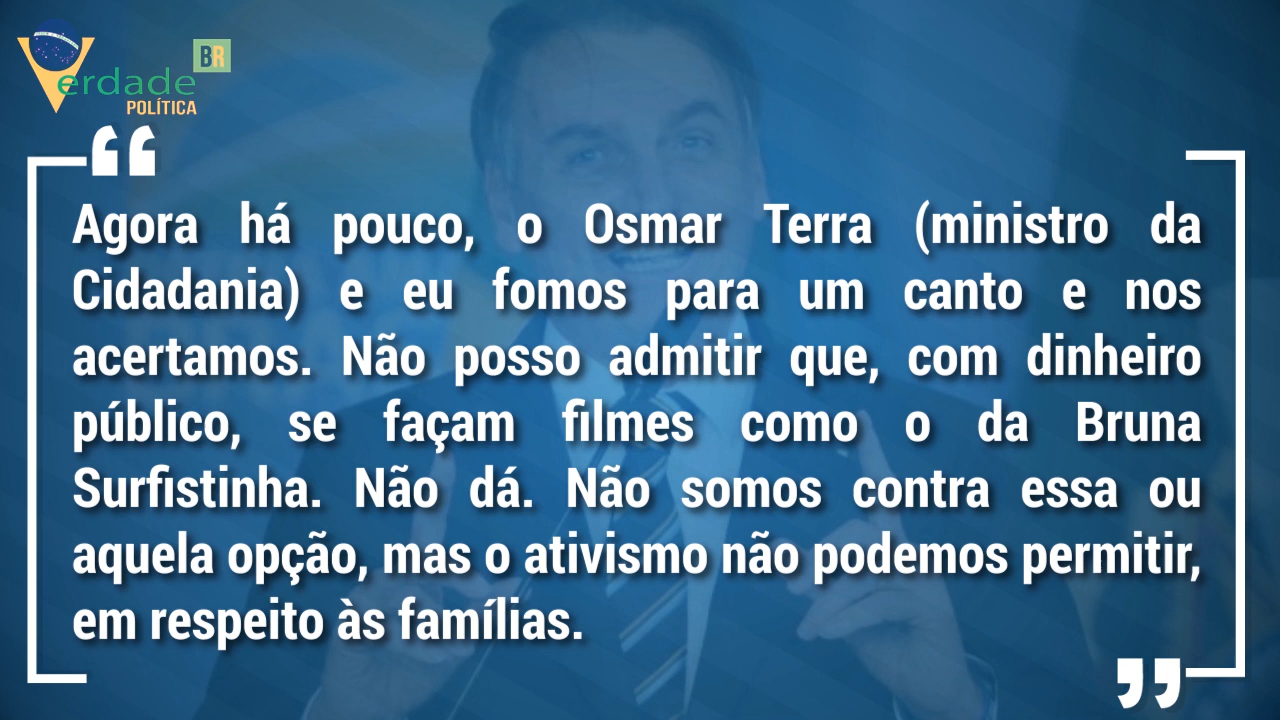 Verdade BR
POLÍTICA
“
Agora há pouco, o Osmar Terra (ministro da
Cidadania) e eu fomos para um canto e nos
acertamos. Não posso admitir que, com dinheiro
público, se façam filmes como o da Bruna
Surfistinha. Não dá. Não somos contra essa ou
aquela opção, mas o ativismo não podemos permitir,
em respeito às famílias.
”